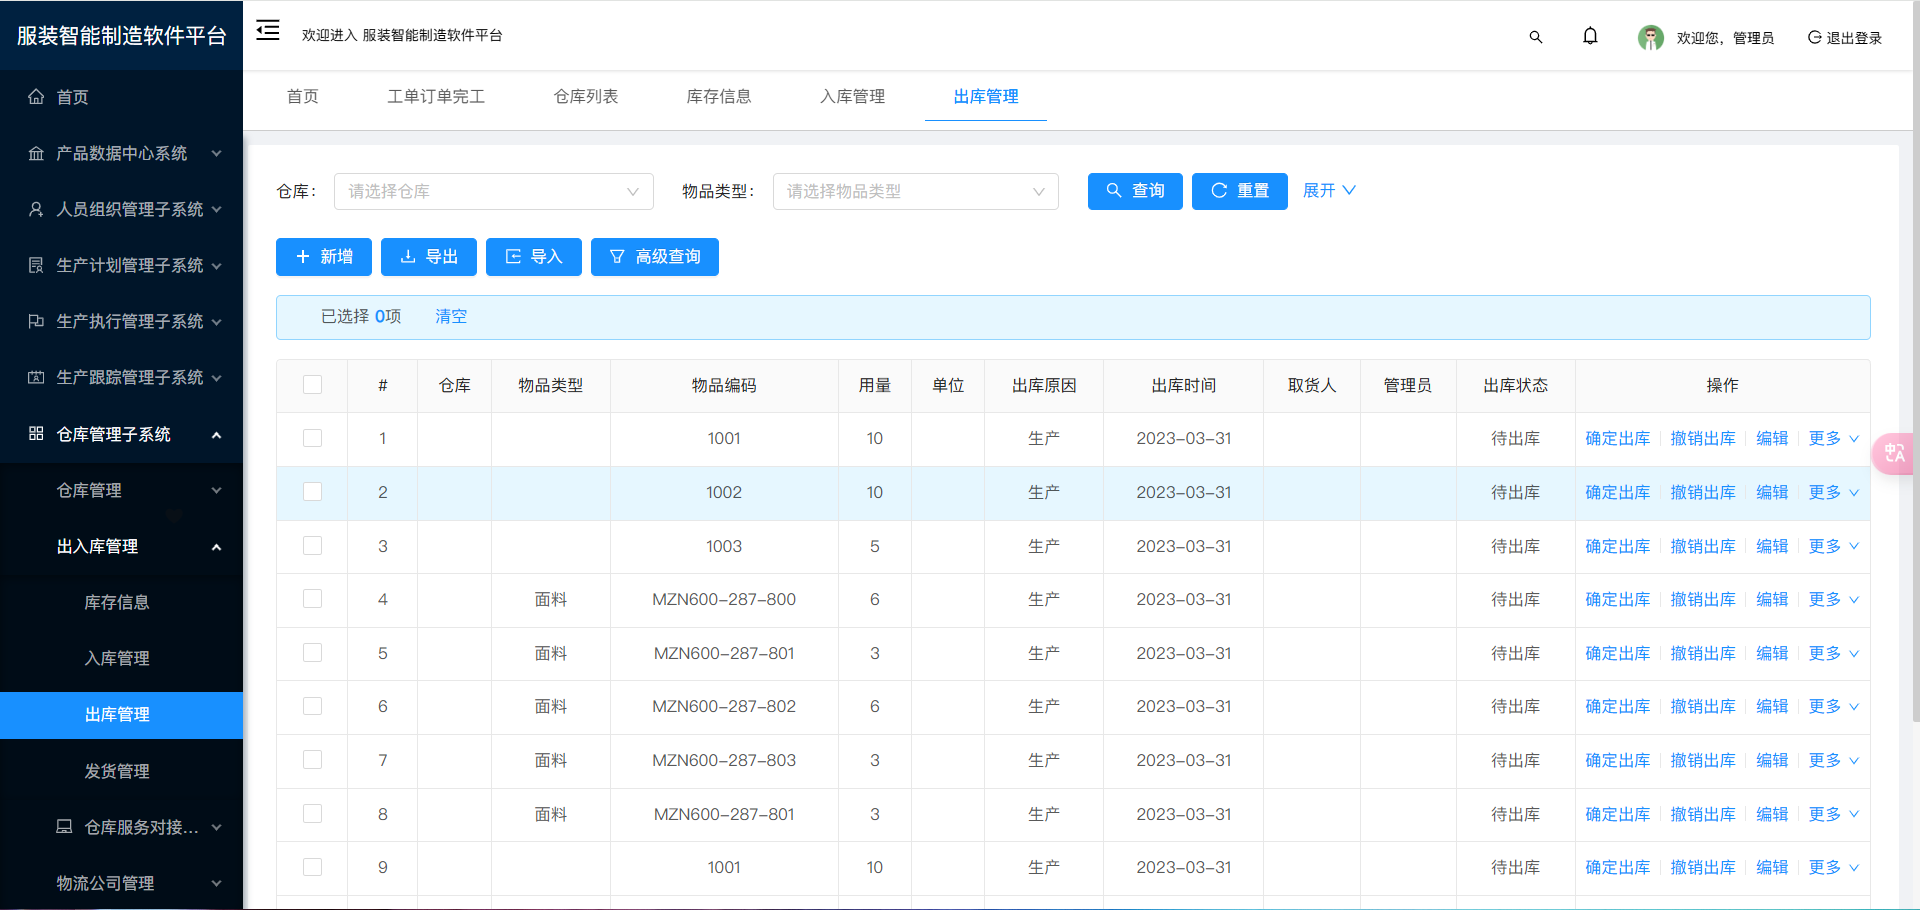 服装智能制造软件平台
欢迎进入 服装智能制造软件平台
欢迎您，管理员
退出登录
首页
产品数据中心系统
人员组织管理子系统
生产计划管理子系统
生产执行管理子系统
生产跟踪管理子系统
仓库管理子系统
仓库管理
出入库管理
库存信息
入库管理
出库管理
发货管理
仓库服务对接...
物流公司管理
首页 工单订单完工 仓库列表 库存信息 入库管理 出库管理
仓库： 请选择仓库 物品类型： 请选择物品类型 查询 重置 展开
新增 导出 导入 高级查询
已选择 0项 清空
# 仓库 物品类型 物品编码 用量 单位 出库原因 出库时间 取货人 管理员 出库状态 操作
1 1001 10 生产 2023-03-31 待出库 确定出库 撤销出库 编辑 更多
2 1002 10 生产 2023-03-31 待出库 确定出库 撤销出库 编辑 更多
3 1003 5 生产 2023-03-31 待出库 确定出库 撤销出库 编辑 更多
4 面料 MZN600-287-800 6 生产 2023-03-31 待出库 确定出库 撤销出库 编辑 更多
5 面料 MZN600-287-801 3 生产 2023-03-31 待出库 确定出库 撤销出库 编辑 更多
6 面料 MZN600-287-802 6 生产 2023-03-31 待出库 确定出库 撤销出库 编辑 更多
7 面料 MZN600-287-803 3 生产 2023-03-31 待出库 确定出库 撤销出库 编辑 更多
8 面料 MZN600-287-801 3 生产 2023-03-31 待出库 确定出库 撤销出库 编辑 更多
9 1001 10 生产 2023-03-31 待出库 确定出库 撤销出库 编辑 更多
中A